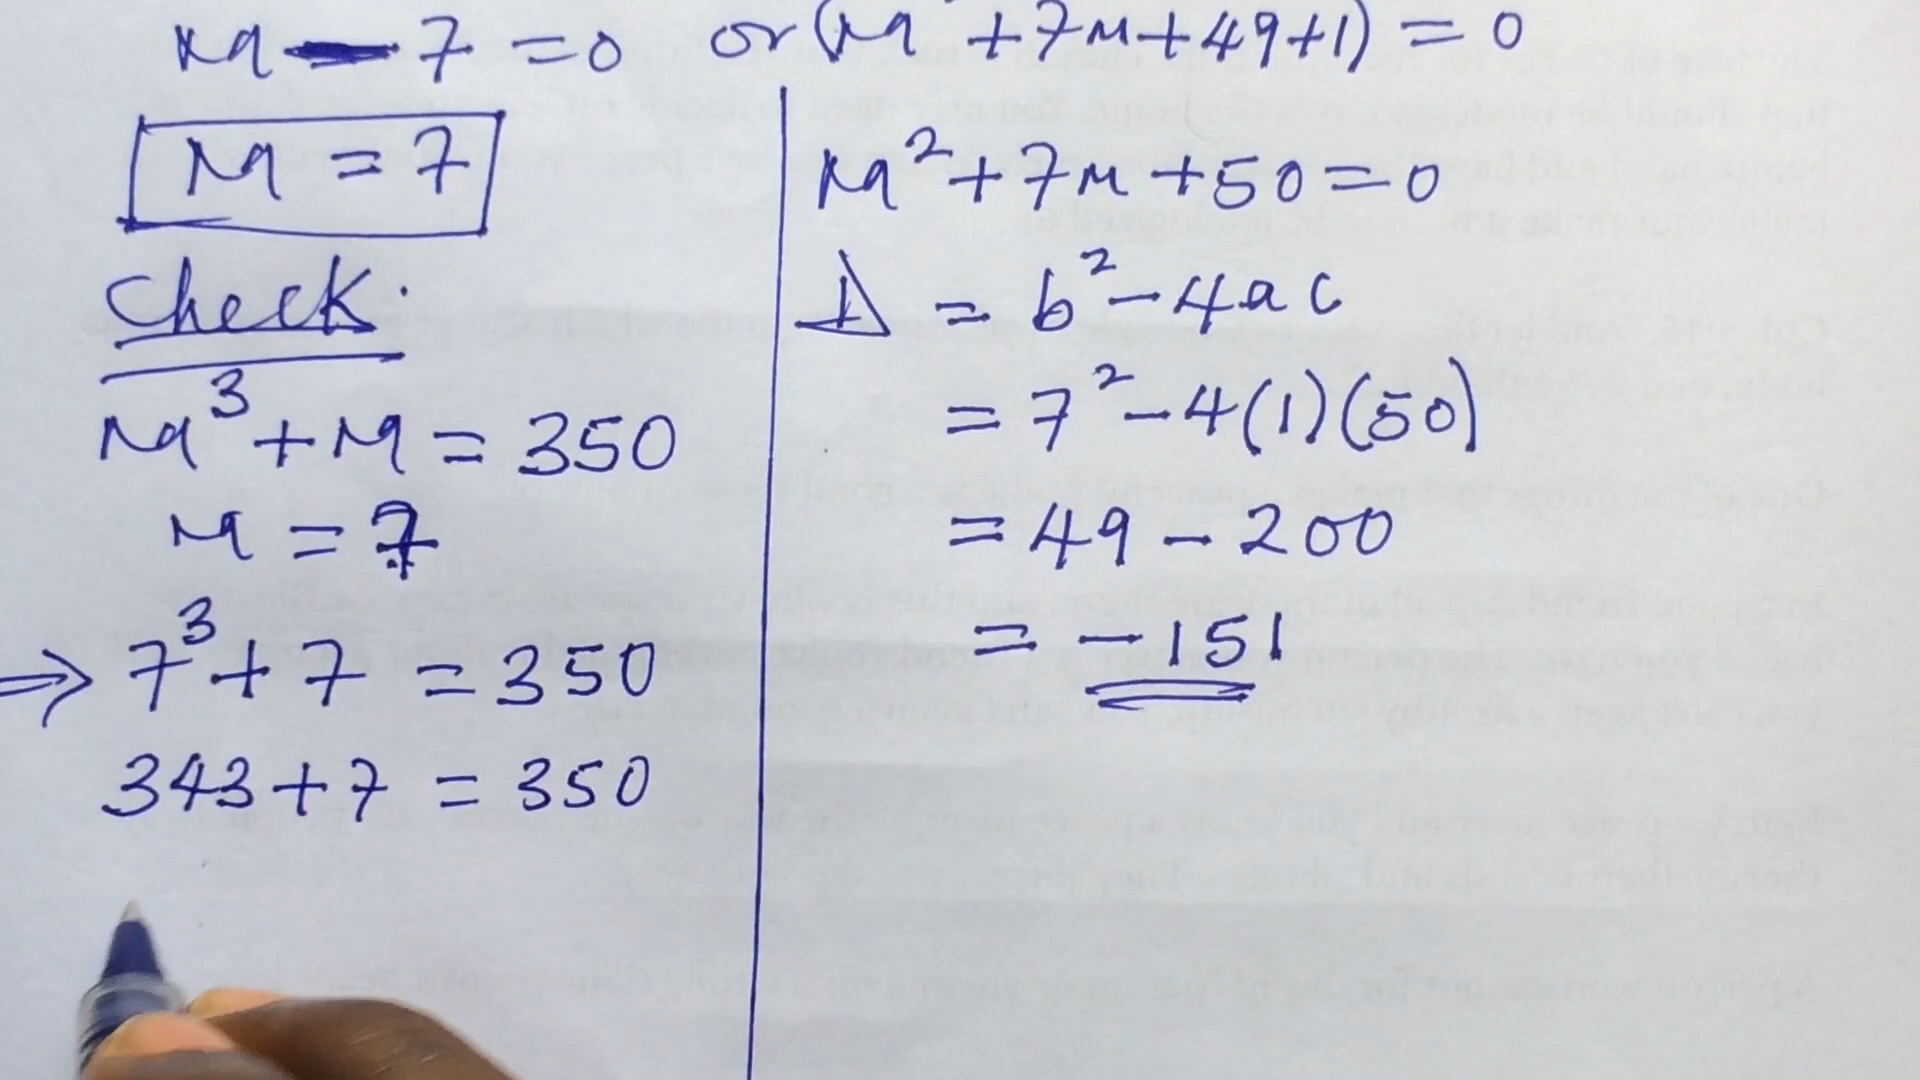 m - 7 = 0 or (m² + 7m + 49 + 1) = 0
m = 7
Check.
m³ + m = 350
m = 7
⇒ 7³ + 7 = 350
343 + 7 = 350
m² + 7m + 50 = 0
Δ = b² - 4ac
= 7² - 4(1)(50)
= 49 - 200
= -151